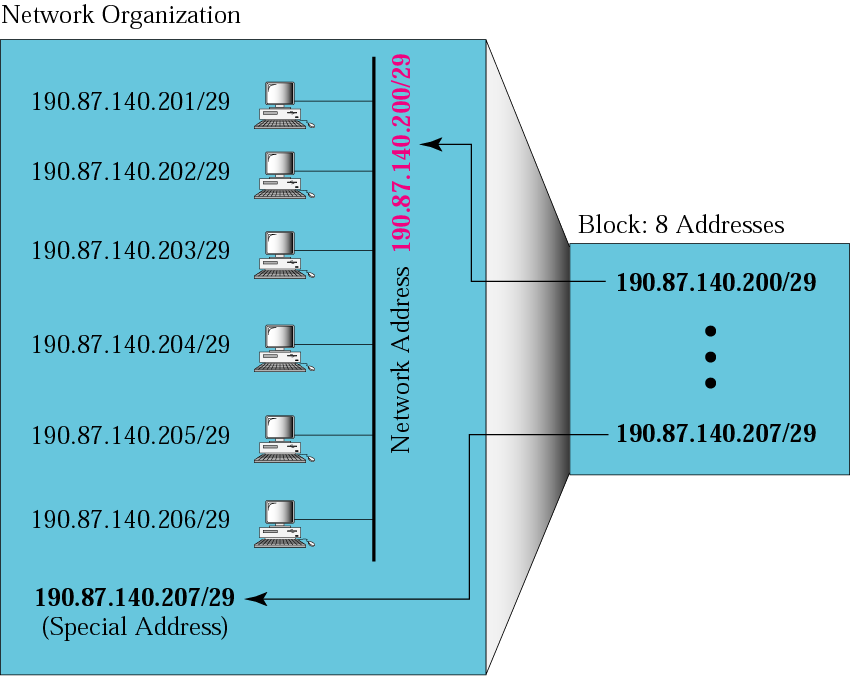 Network Organization
190.87.140.201/29
190.87.140.202/29
190.87.140.203/29
190.87.140.204/29
190.87.140.205/29
190.87.140.206/29
190.87.140.207/29
(Special Address)
Network Address 190.87.140.200/29
Block: 8 Addresses
190.87.140.200/29
190.87.140.207/29